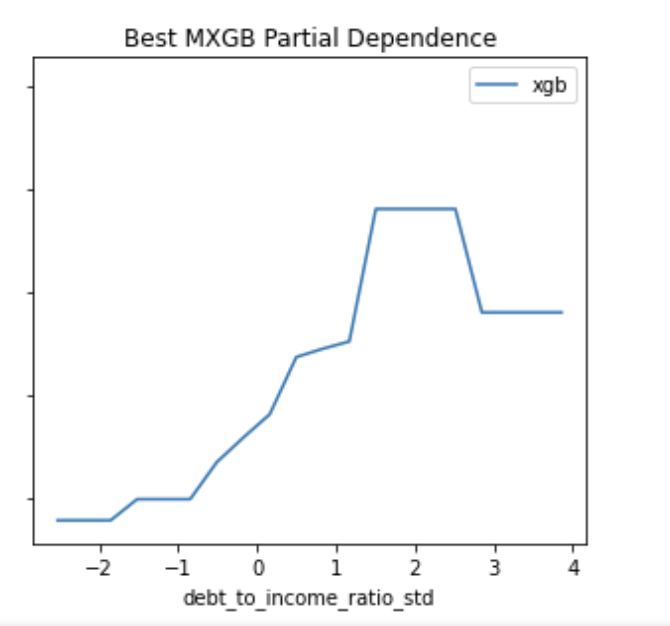 Best MXGB Partial Dependence
xgb
−2 −1 0 1 2 3 4
debt_to_income_ratio_std